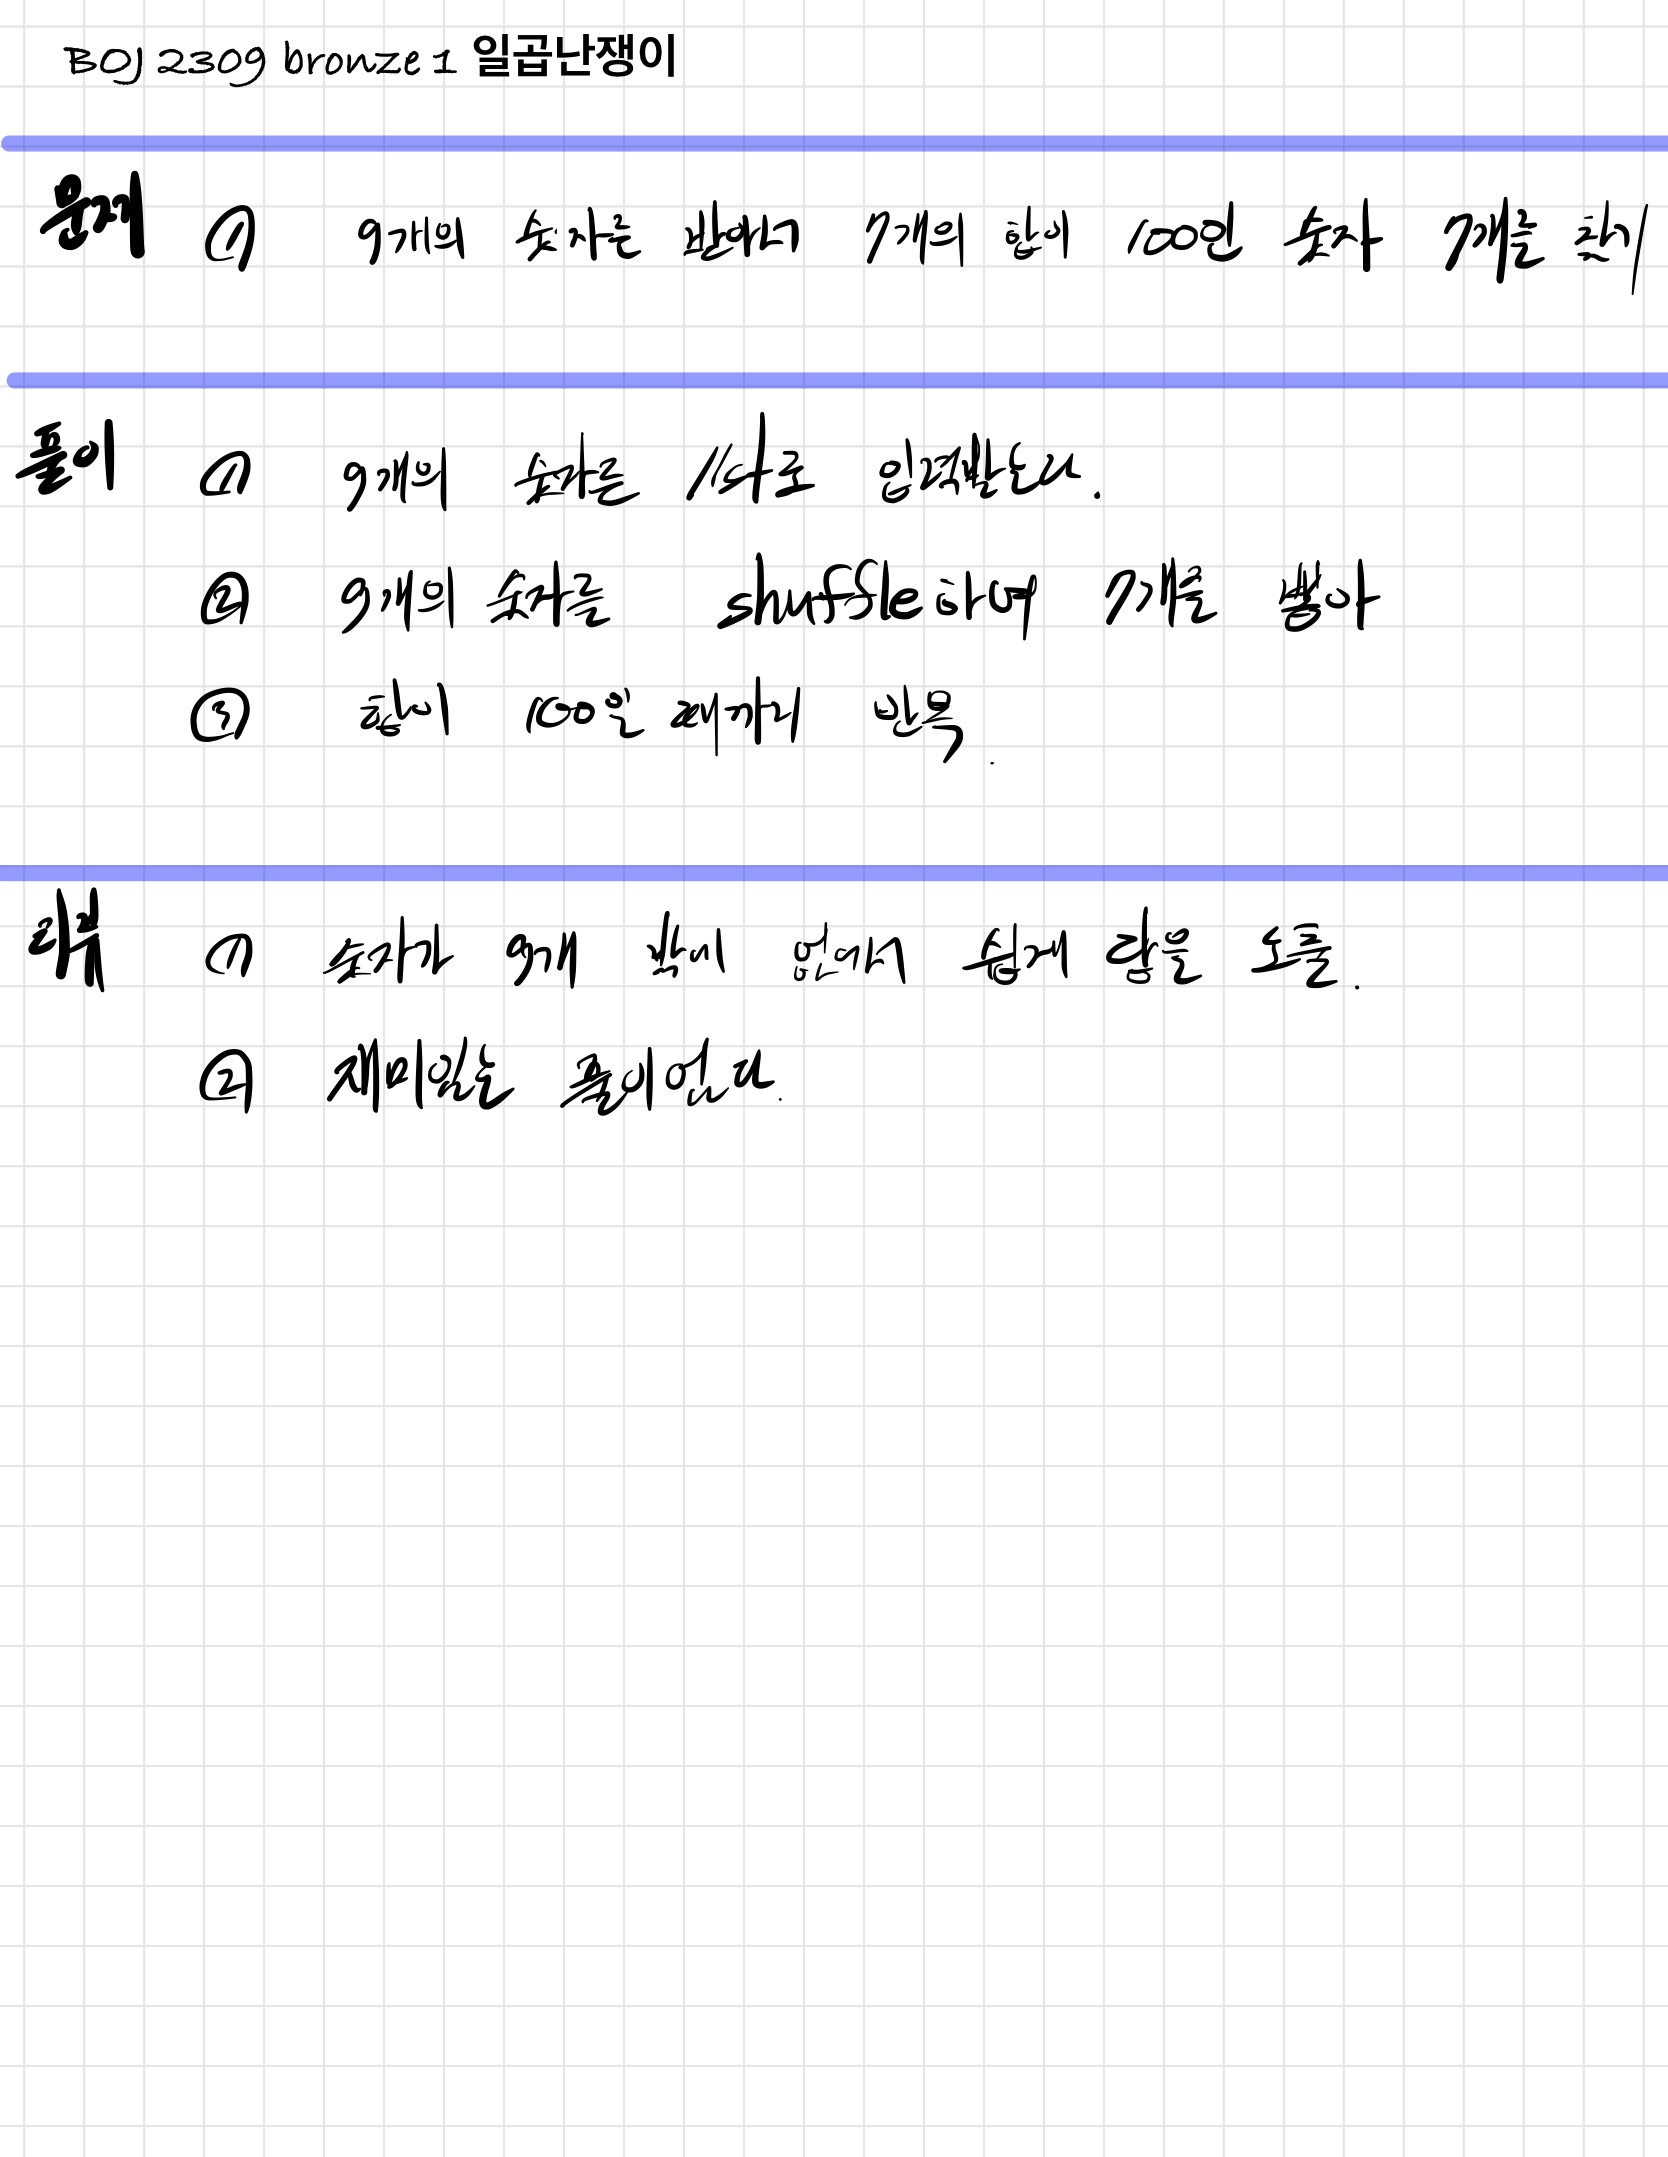 BOJ 2309 bronze 1 일곱난쟁이
문제 ① 9개의 숫자를 받아서 7개의 합이 100인 숫자 7개를 찾기
풀이 ① 9개의 숫자를 list로 입력받는다.
② 9개의 숫자를 shuffle하여 7개를 뽑아
③ 합이 100일 때까지 반복.
리뷰 ① 숫자가 9개 밖에 없어서 쉽게 답을 도출.
② 재미있는 풀이였다.